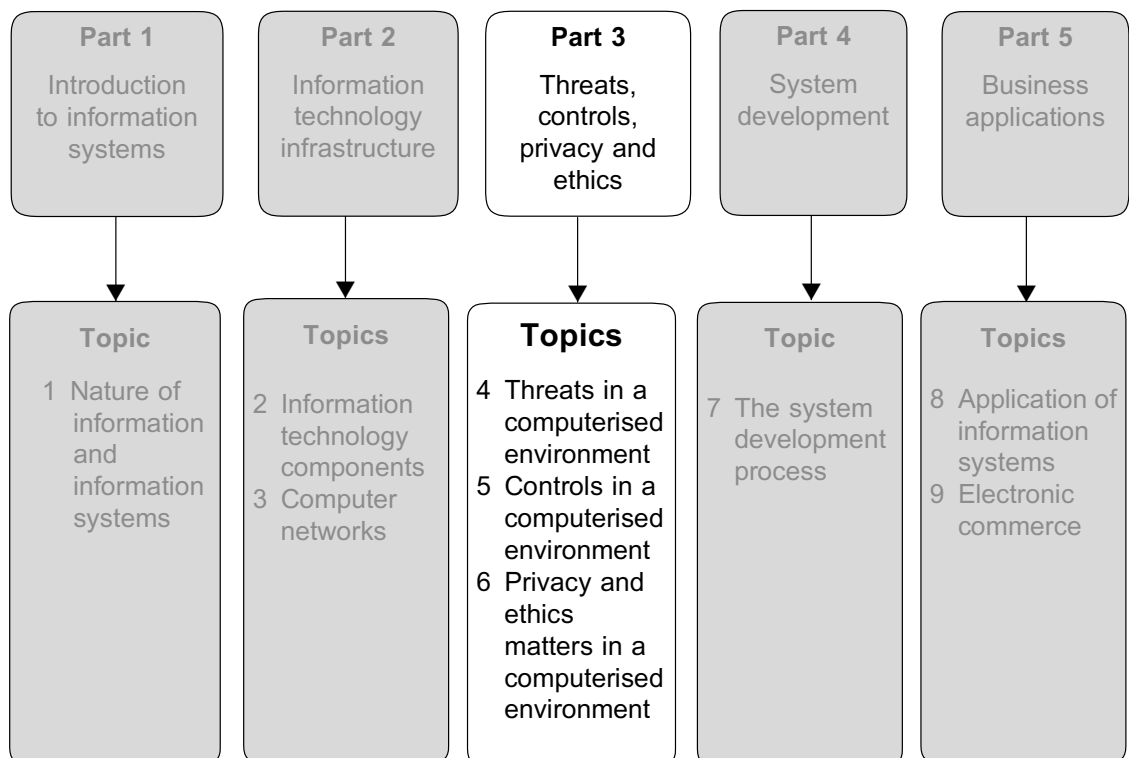 Part 1
Introduction
to information
systems
Part 2
Information
technology
infrastructure
Part 3
Threats,
controls,
privacy and
ethics
Part 4
System
development
Part 5
Business
applications
Topic
1 Nature of
information
and
information
systems
Topics
2 Information
technology
components
3 Computer
networks
Topics
4 Threats in a
computerised
environment
5 Controls in a
computerised
environment
6 Privacy and
ethics
matters in a
computerised
environment
Topic
7 The system
development
process
Topics
8 Application of
information
systems
9 Electronic
commerce